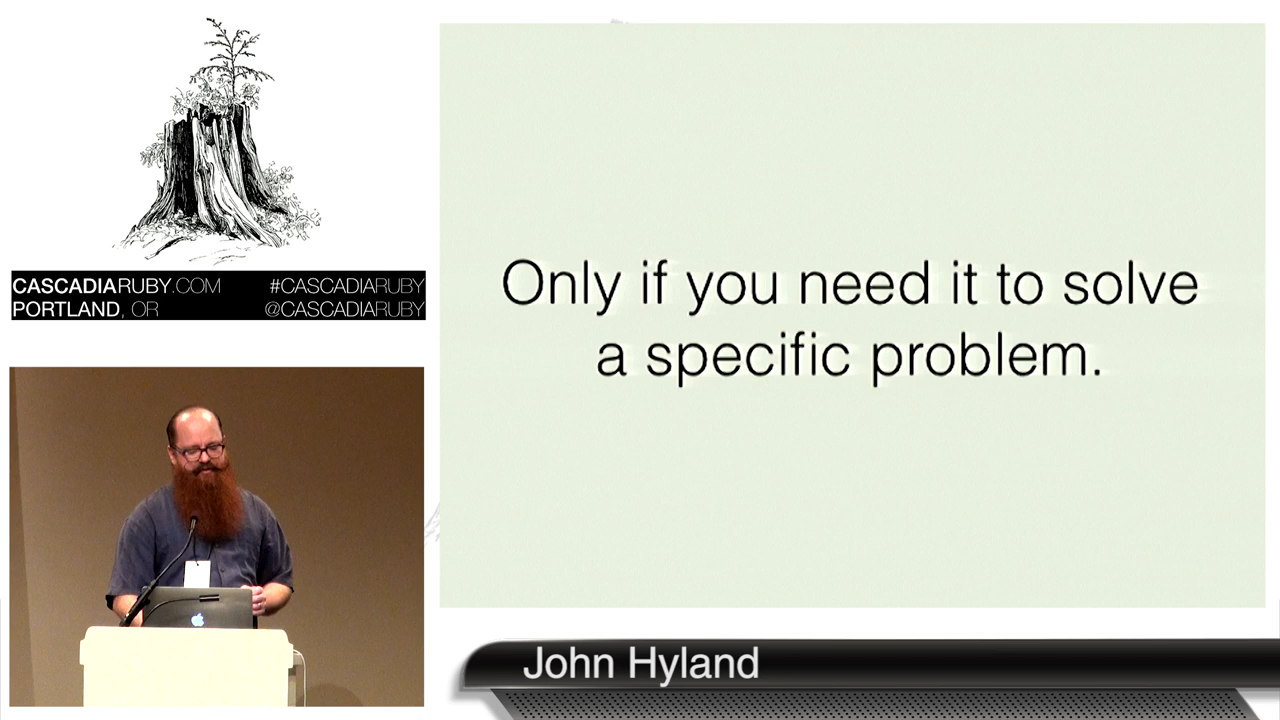 CASCADIARUBY.COM #CASCADIARUBY
PORTLAND, OR @CASCADIARUBY
Only if you need it to solve
a specific problem.
John Hyland